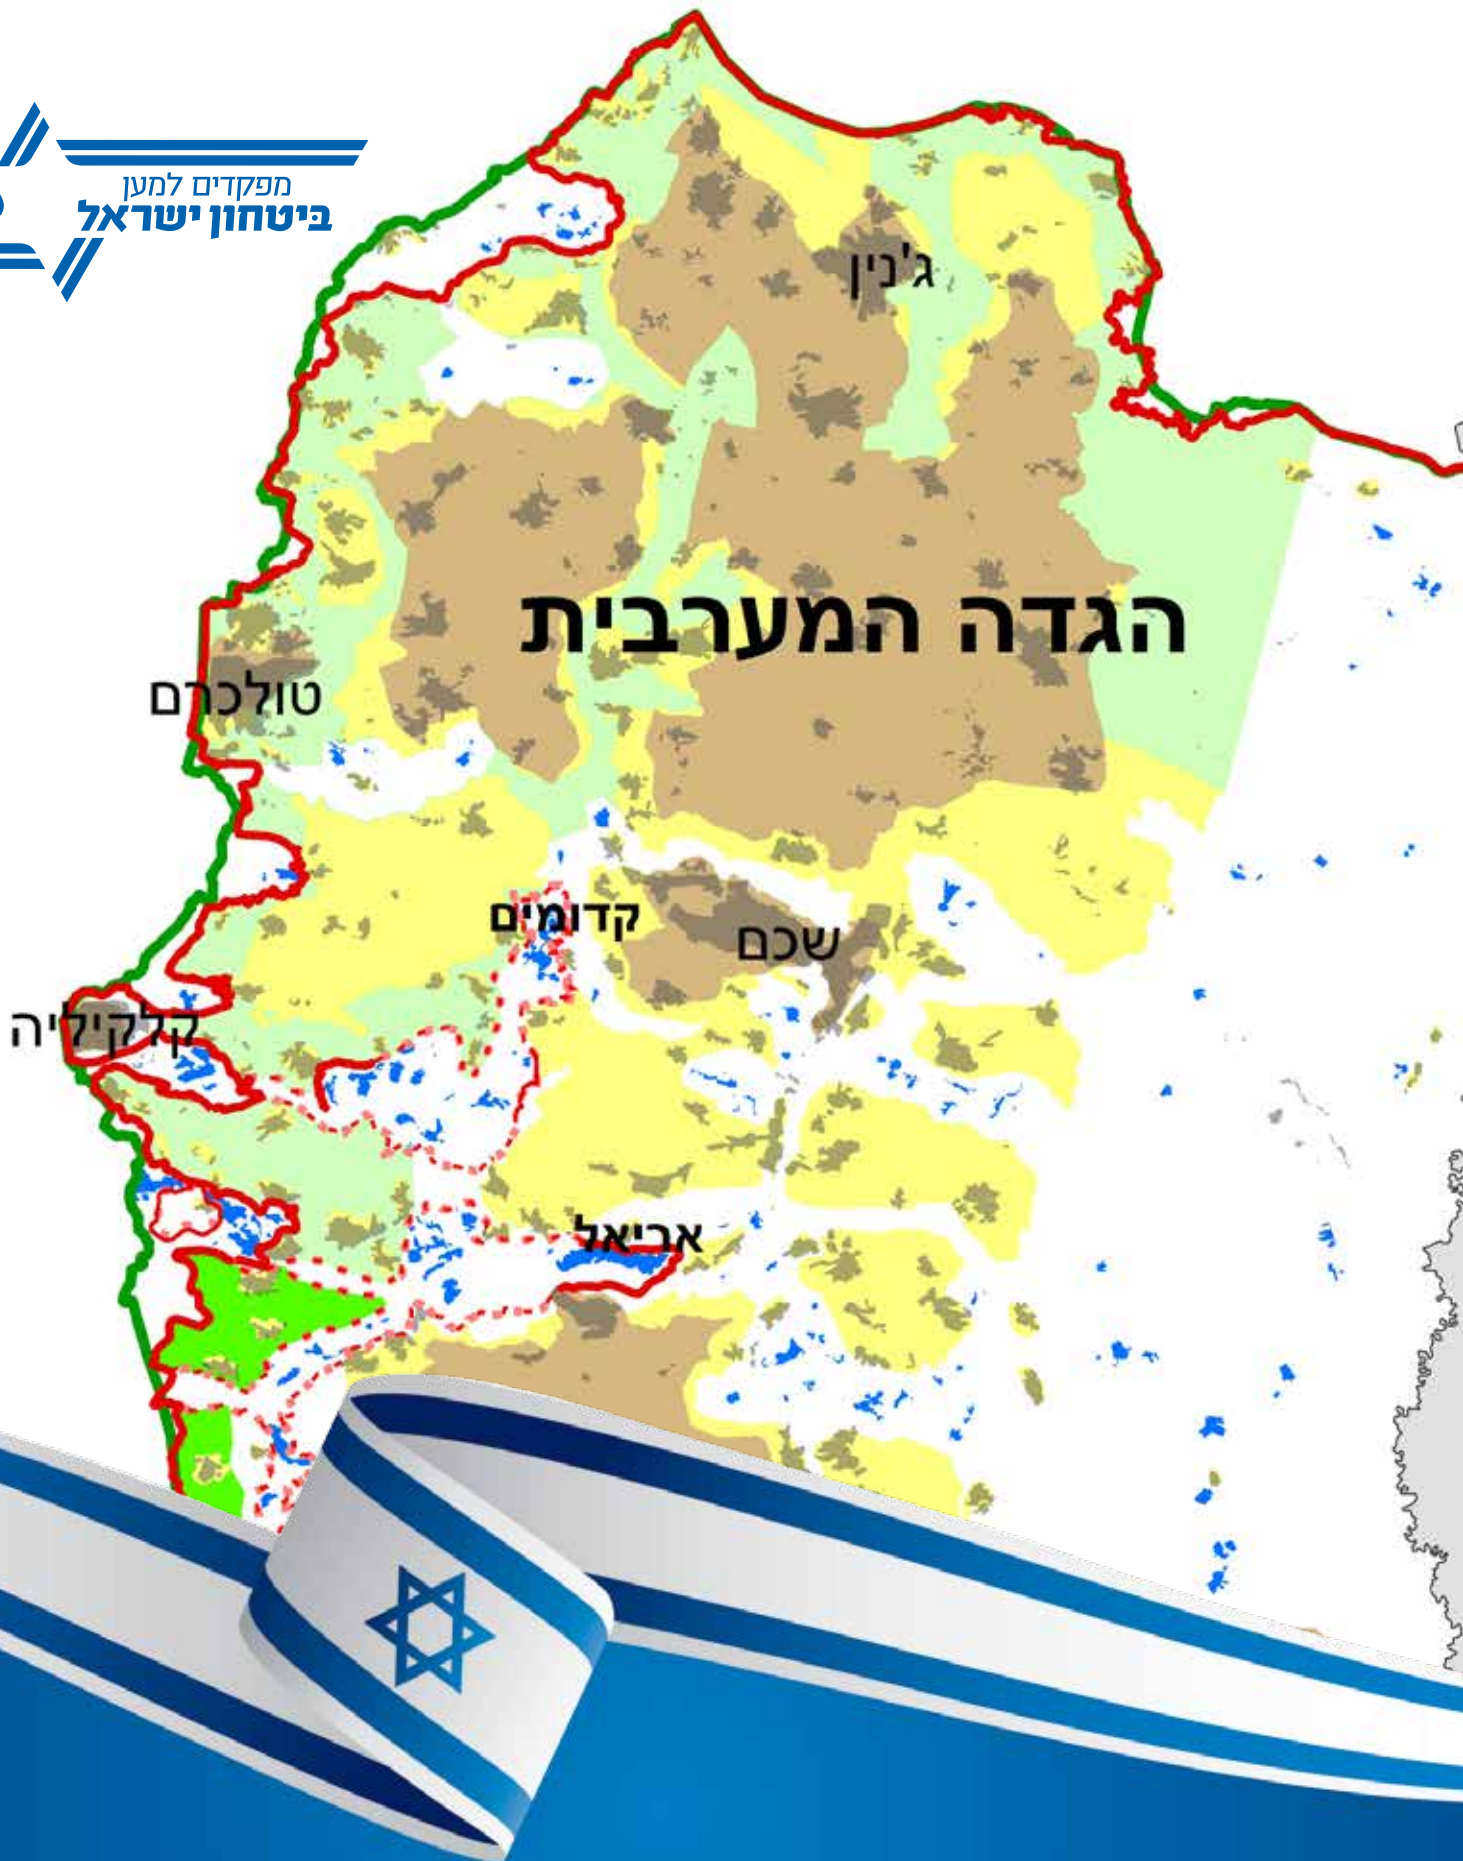 מפקדים למען
ביטחון ישראל
ג'נין
הגדה המערבית
טולכרם
קדומים
שכם
קלקיליה
אריאל